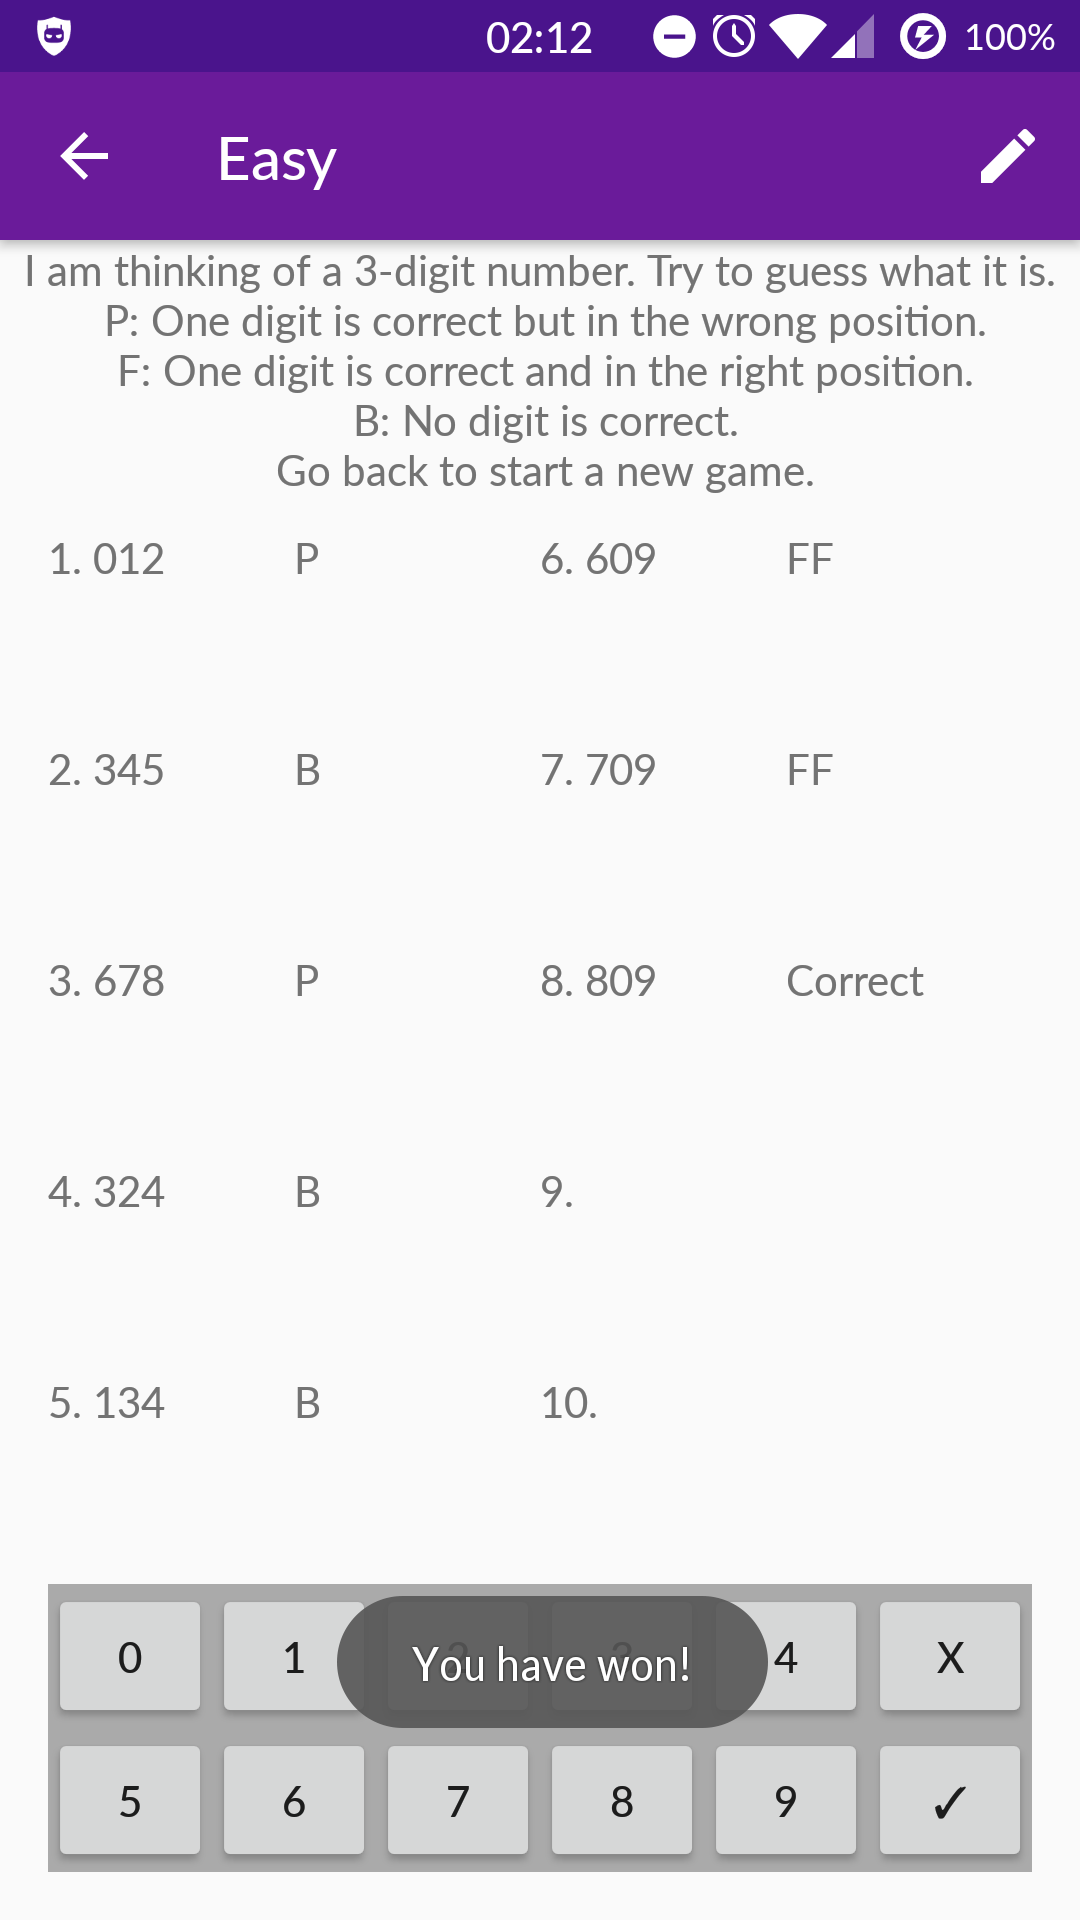 02:12 100%
Easy
I am thinking of a 3-digit number. Try to guess what it is.
P: One digit is correct but in the wrong position.
F: One digit is correct and in the right position.
B: No digit is correct.
Go back to start a new game.
1. 012 P 6. 609 FF
2. 345 B 7. 709 FF
3. 678 P 8. 809 Correct
4. 324 B 9.
5. 134 B 10.
0 1 2 3 4 X
You have won!
5 6 7 8 9 ✓